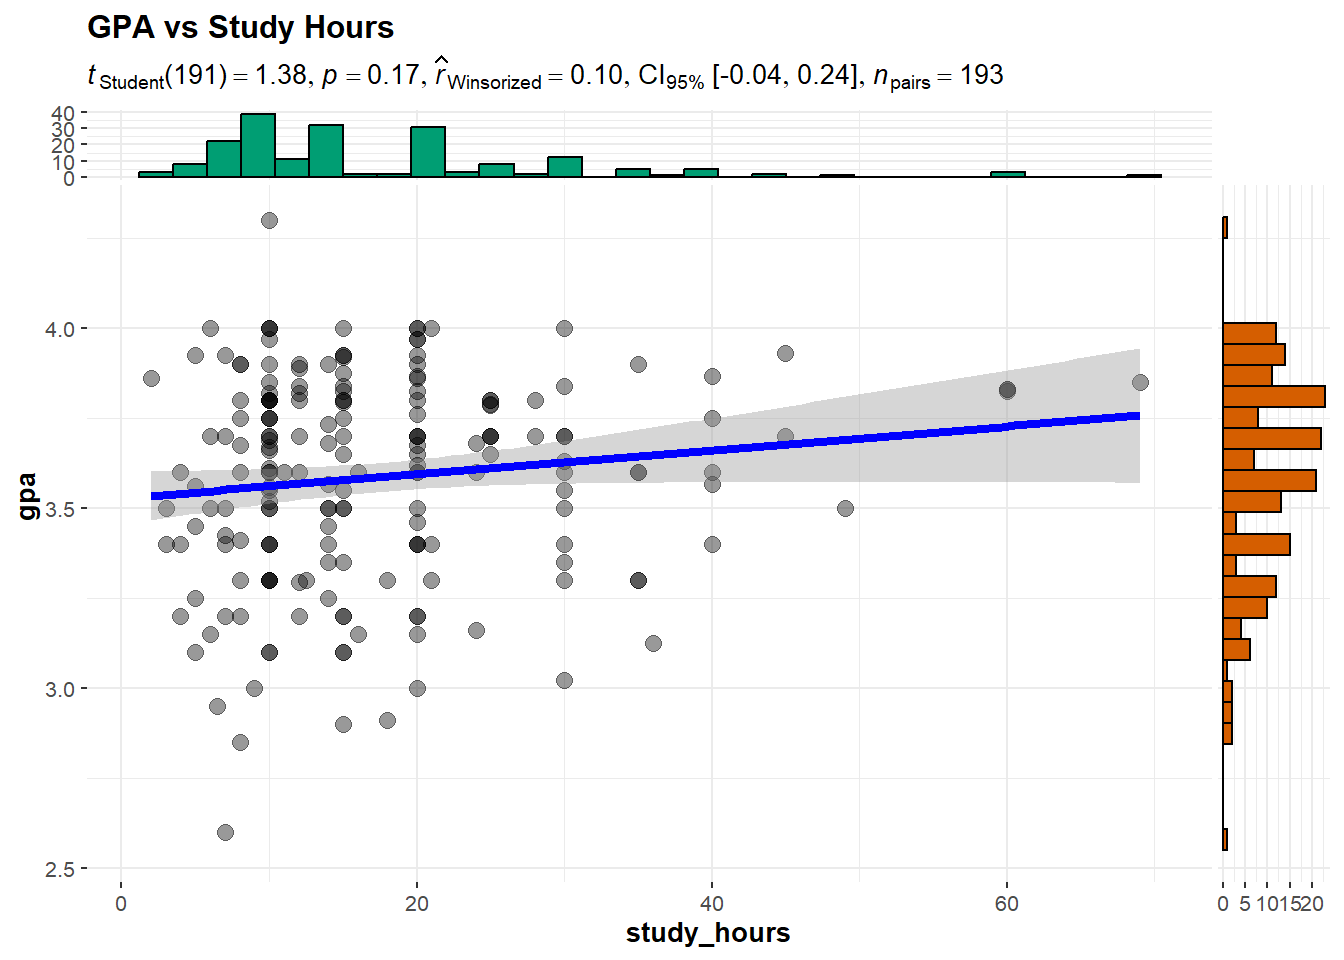 GPA vs Study Hours
t Student(191) = 1.38, p = 0.17, r̂ Winsorized = 0.10, CI95% [-0.04, 0.24], npairs = 193
40
30
20
10
0
4.0
3.5
3.0
2.5
gpa
0 20 40 60
0 5 10 15 20
study_hours